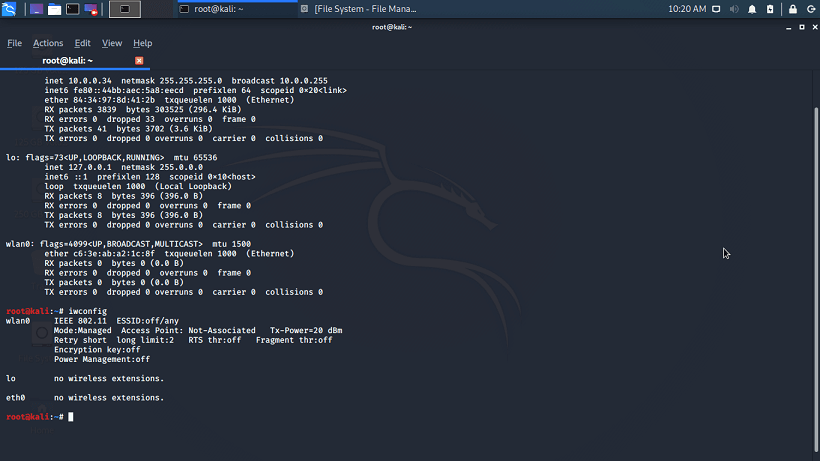 root@kali: ~
[File System - File Mana...
10:20 AM
root@kali: ~
File Actions Edit View Help
root@kali: ~
inet 10.0.0.34 netmask 255.255.255.0 broadcast 10.0.0.255
inet6 fe80::44bb:aec:5a8:eecd prefixlen 64 scopeid 0×20<link>
ether 84:34:97:8d:41:2b txqueuelen 1000 (Ethernet)
RX packets 3839 bytes 303525 (296.4 KiB)
RX errors 0 dropped 33 overruns 0 frame 0
TX packets 41 bytes 3702 (3.6 KiB)
TX errors 0 dropped 0 overruns 0 carrier 0 collisions 0
lo: flags=73<UP,LOOPBACK,RUNNING> mtu 65536
inet 127.0.0.1 netmask 255.0.0.0
inet6 ::1 prefixlen 128 scopeid 0×10<host>
loop txqueuelen 1000 (Local Loopback)
RX packets 8 bytes 396 (396.0 B)
RX errors 0 dropped 0 overruns 0 frame 0
TX packets 8 bytes 396 (396.0 B)
TX errors 0 dropped 0 overruns 0 carrier 0 collisions 0
wlan0: flags=4099<UP,BROADCAST,MULTICAST> mtu 1500
ether c6:3e:ab:a2:1c:8f txqueuelen 1000 (Ethernet)
RX packets 0 bytes 0 (0.0 B)
RX errors 0 dropped 0 overruns 0 frame 0
TX packets 0 bytes 0 (0.0 B)
TX errors 0 dropped 0 overruns 0 carrier 0 collisions 0
root@kali:~# iwconfig
wlan0 IEEE 802.11 ESSID:off/any
Mode:Managed Access Point: Not-Associated Tx-Power=20 dBm
Retry short long limit:2 RTS thr:off Fragment thr:off
Encryption key:off
Power Management:off
lo no wireless extensions.
eth0 no wireless extensions.
root@kali:~#